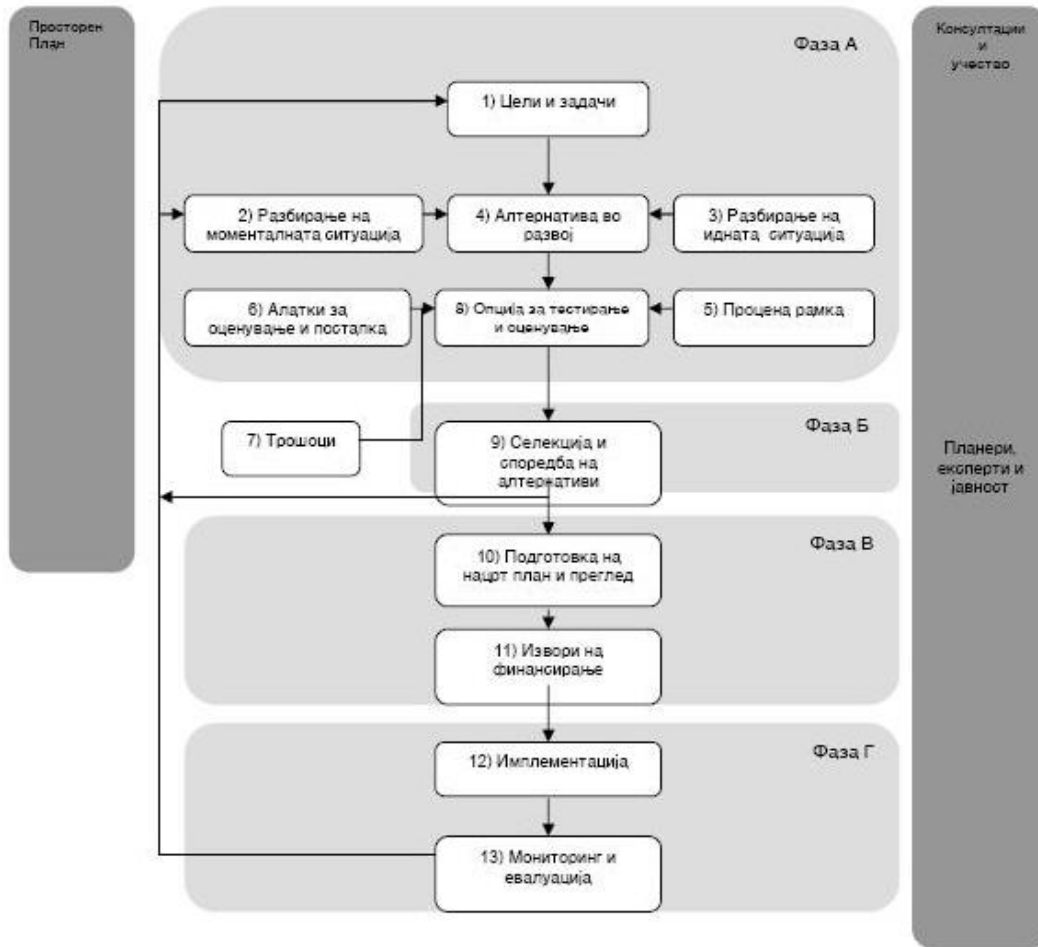 Просторен
План
Консултации
и
учество
Фаза А
1) Цели и задачи
2) Разбирање на
моменталната ситуација
4) Алтернатива во
развој
3) Разбирање на
идната ситуација
6) Алатки за
оценување и посталка
8) Опција за тестирање
и оценување
5) Процена рамка
7) Трошоци
Фаза Б
9) Селекција и
споредба на
алтернативи
Планери,
експерти и
јавност
Фаза В
10) Подготовка на
нацрт план и преглед
11) Извори на
финансирање
Фаза Г
12) Имплементација
13) Мониторинг и
евалуација